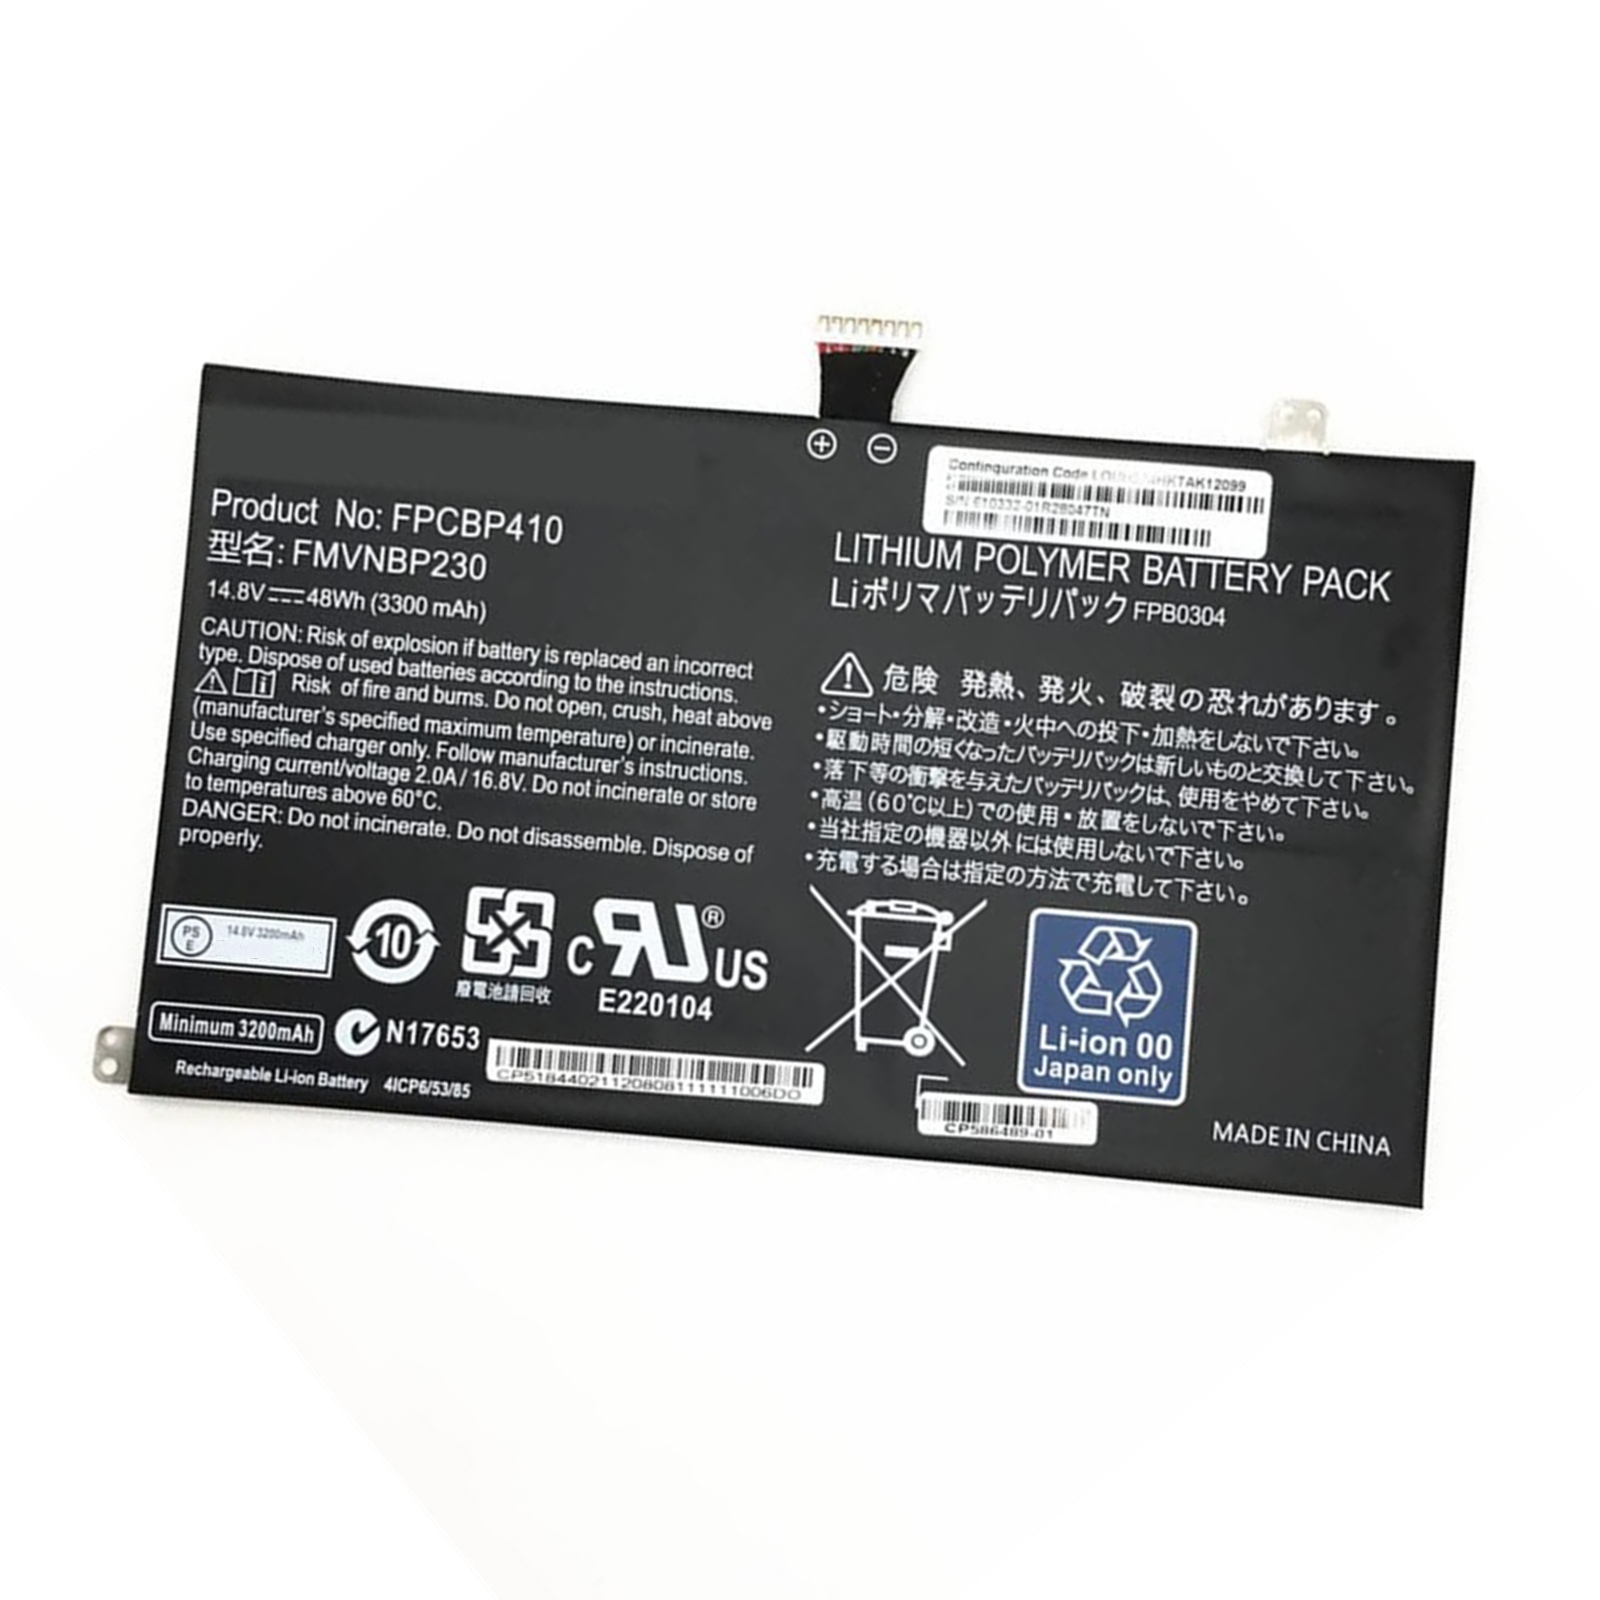 Confinguration Code
S/N: E10332-01R28047TN
Product No: FPCBP410
型名: FMVNBP230
14.8V 48Wh (3300 mAh)
CAUTION: Risk of explosion if battery is replaced an incorrect
type. Dispose of used batteries according to the instructions.
Risk of fire and burns. Do not open, crush, heat above
(manufacturer's specified maximum temperature) or incinerate.
Use specified charger only. Follow manufacturer's instructions.
Charging current/voltage 2.0A / 16.8V. Do not incinerate or store
to temperatures above 60°C.
DANGER: Do not incinerate. Do not disassemble. Dispose of
properly.
LITHIUM POLYMER BATTERY PACK
Liポリマバッテリパック FPB0304
危険 発熱、発火、破裂の恐れがあります。
•ショート・分解・改造・火中への投下・加熱をしないで下さい。
•駆動時間の短くなったバッテリパックは新しいものと交換して下さい。
•落下等の衝撃を与えたバッテリパックは、使用をやめて下さい。
•高温(60℃以上)での使用・放置をしないで下さい。
•当社指定の機器以外には使用しないで下さい。
•充電する場合は指定の方法で充電して下さい。
PS
E
14.8V 3200mAh
10
廢電池請回收
C RU ® US
E220104
Minimum 3200mAh
N17653
Rechargeable Li-ion Battery 4ICP6/53/85
CP586489-01
Li-ion 00
Japan only
MADE IN CHINA